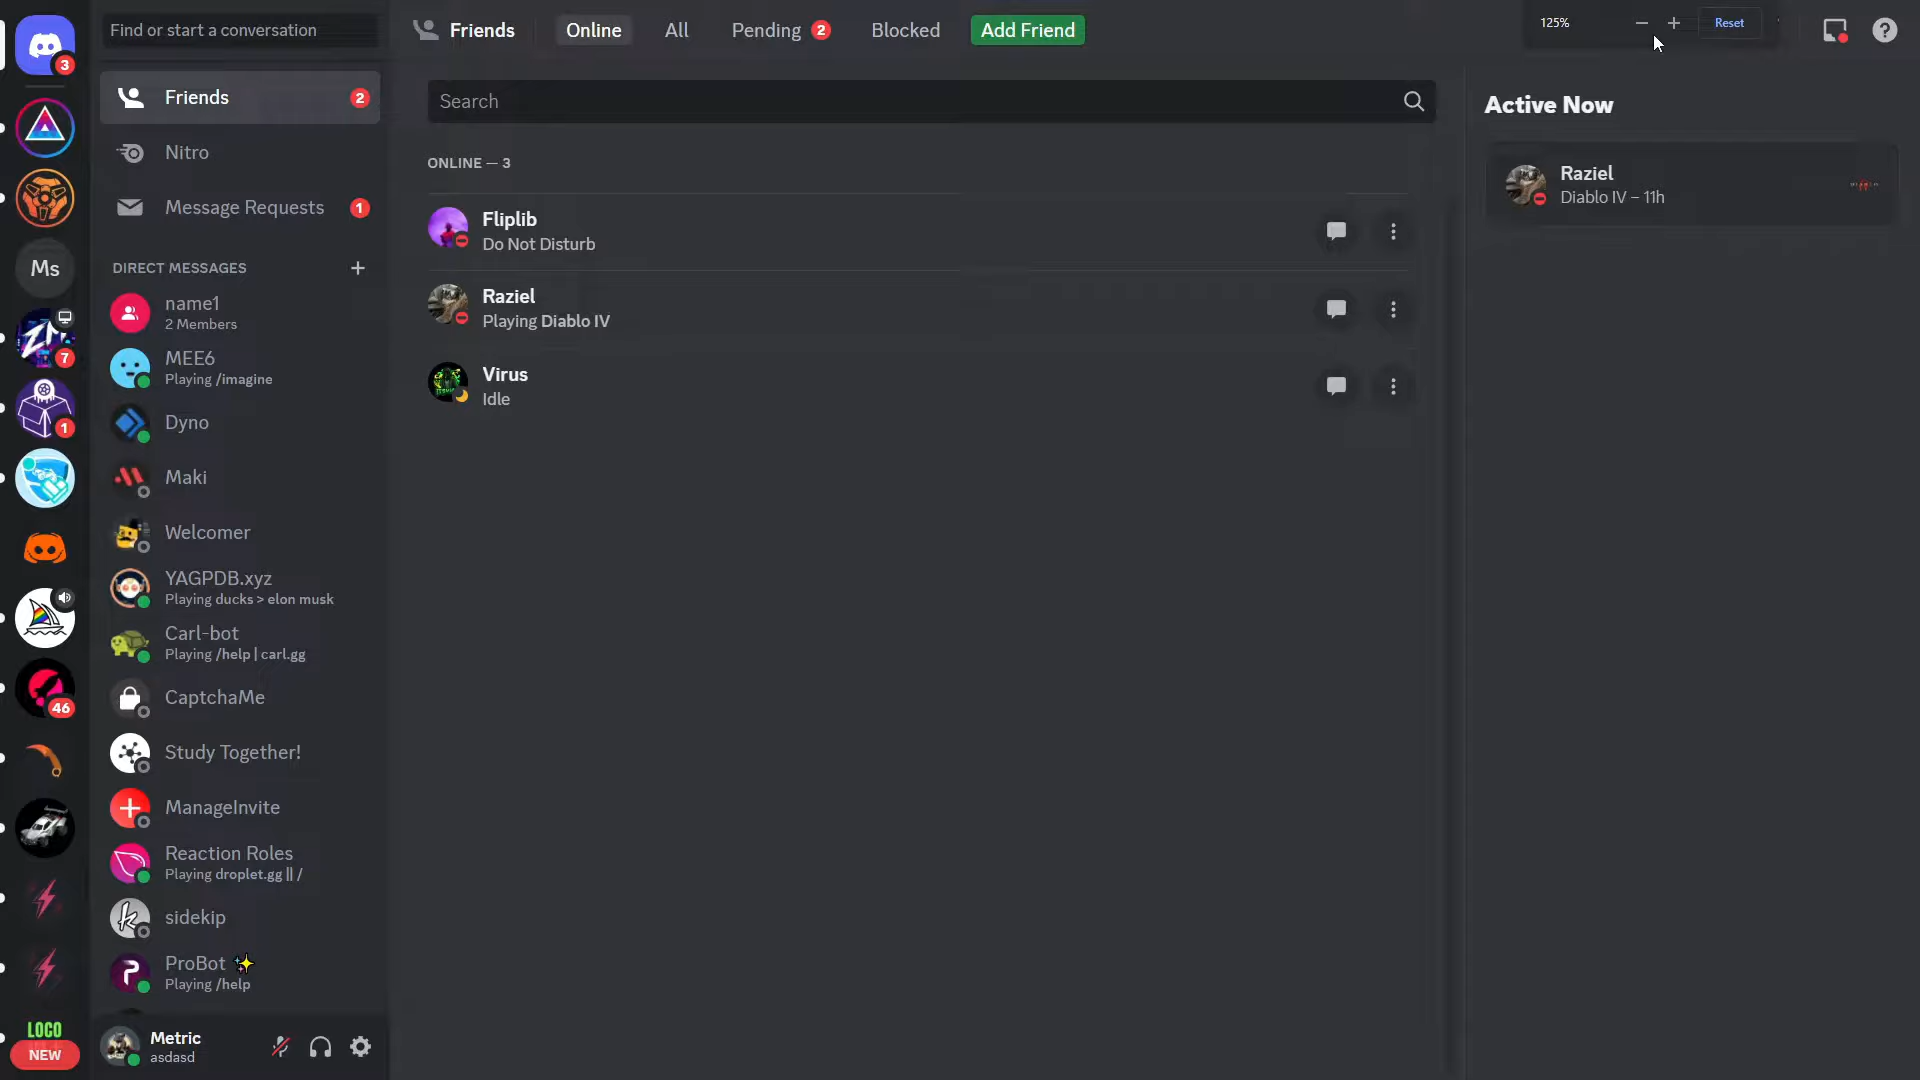 3
Ms
7
1
46
LOCO
NEW
Find or start a conversation
Friends 2
Nitro
Message Requests 1
DIRECT MESSAGES +
name1
2 Members
MEE6
Playing /imagine
Dyno
Maki
Welcomer
YAGPDB.xyz
Playing ducks > elon musk
Carl-bot
Playing /help | carl.gg
CaptchaMe
Study Together!
ManageInvite
Reaction Roles
Playing droplet.gg || /
sidekip
ProBot ✨
Playing /help
Metric
asdasd
Friends Online All Pending 2 Blocked Add Friend
125% − + Reset
Search
ONLINE — 3
Fliplib
Do Not Disturb
Raziel
Playing Diablo IV
Virus
Idle
Active Now
Raziel
Diablo IV – 11h